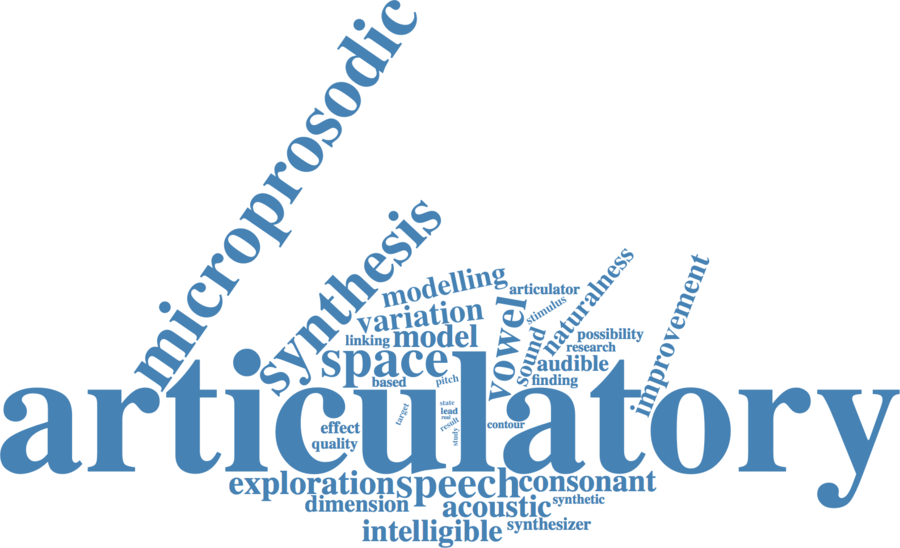 microprosodic
synthesis
modelling
articulator
stimulus
naturalness
improvement
variation
vowel
sound
possibility
linking
model
research
space
audible
based
pitch
finding
articulatory
state
target
lead
real
result
study
contour
effect
quality
explorations
speech
consonant
dimension
acoustic
synthetic
intelligible
synthesizer